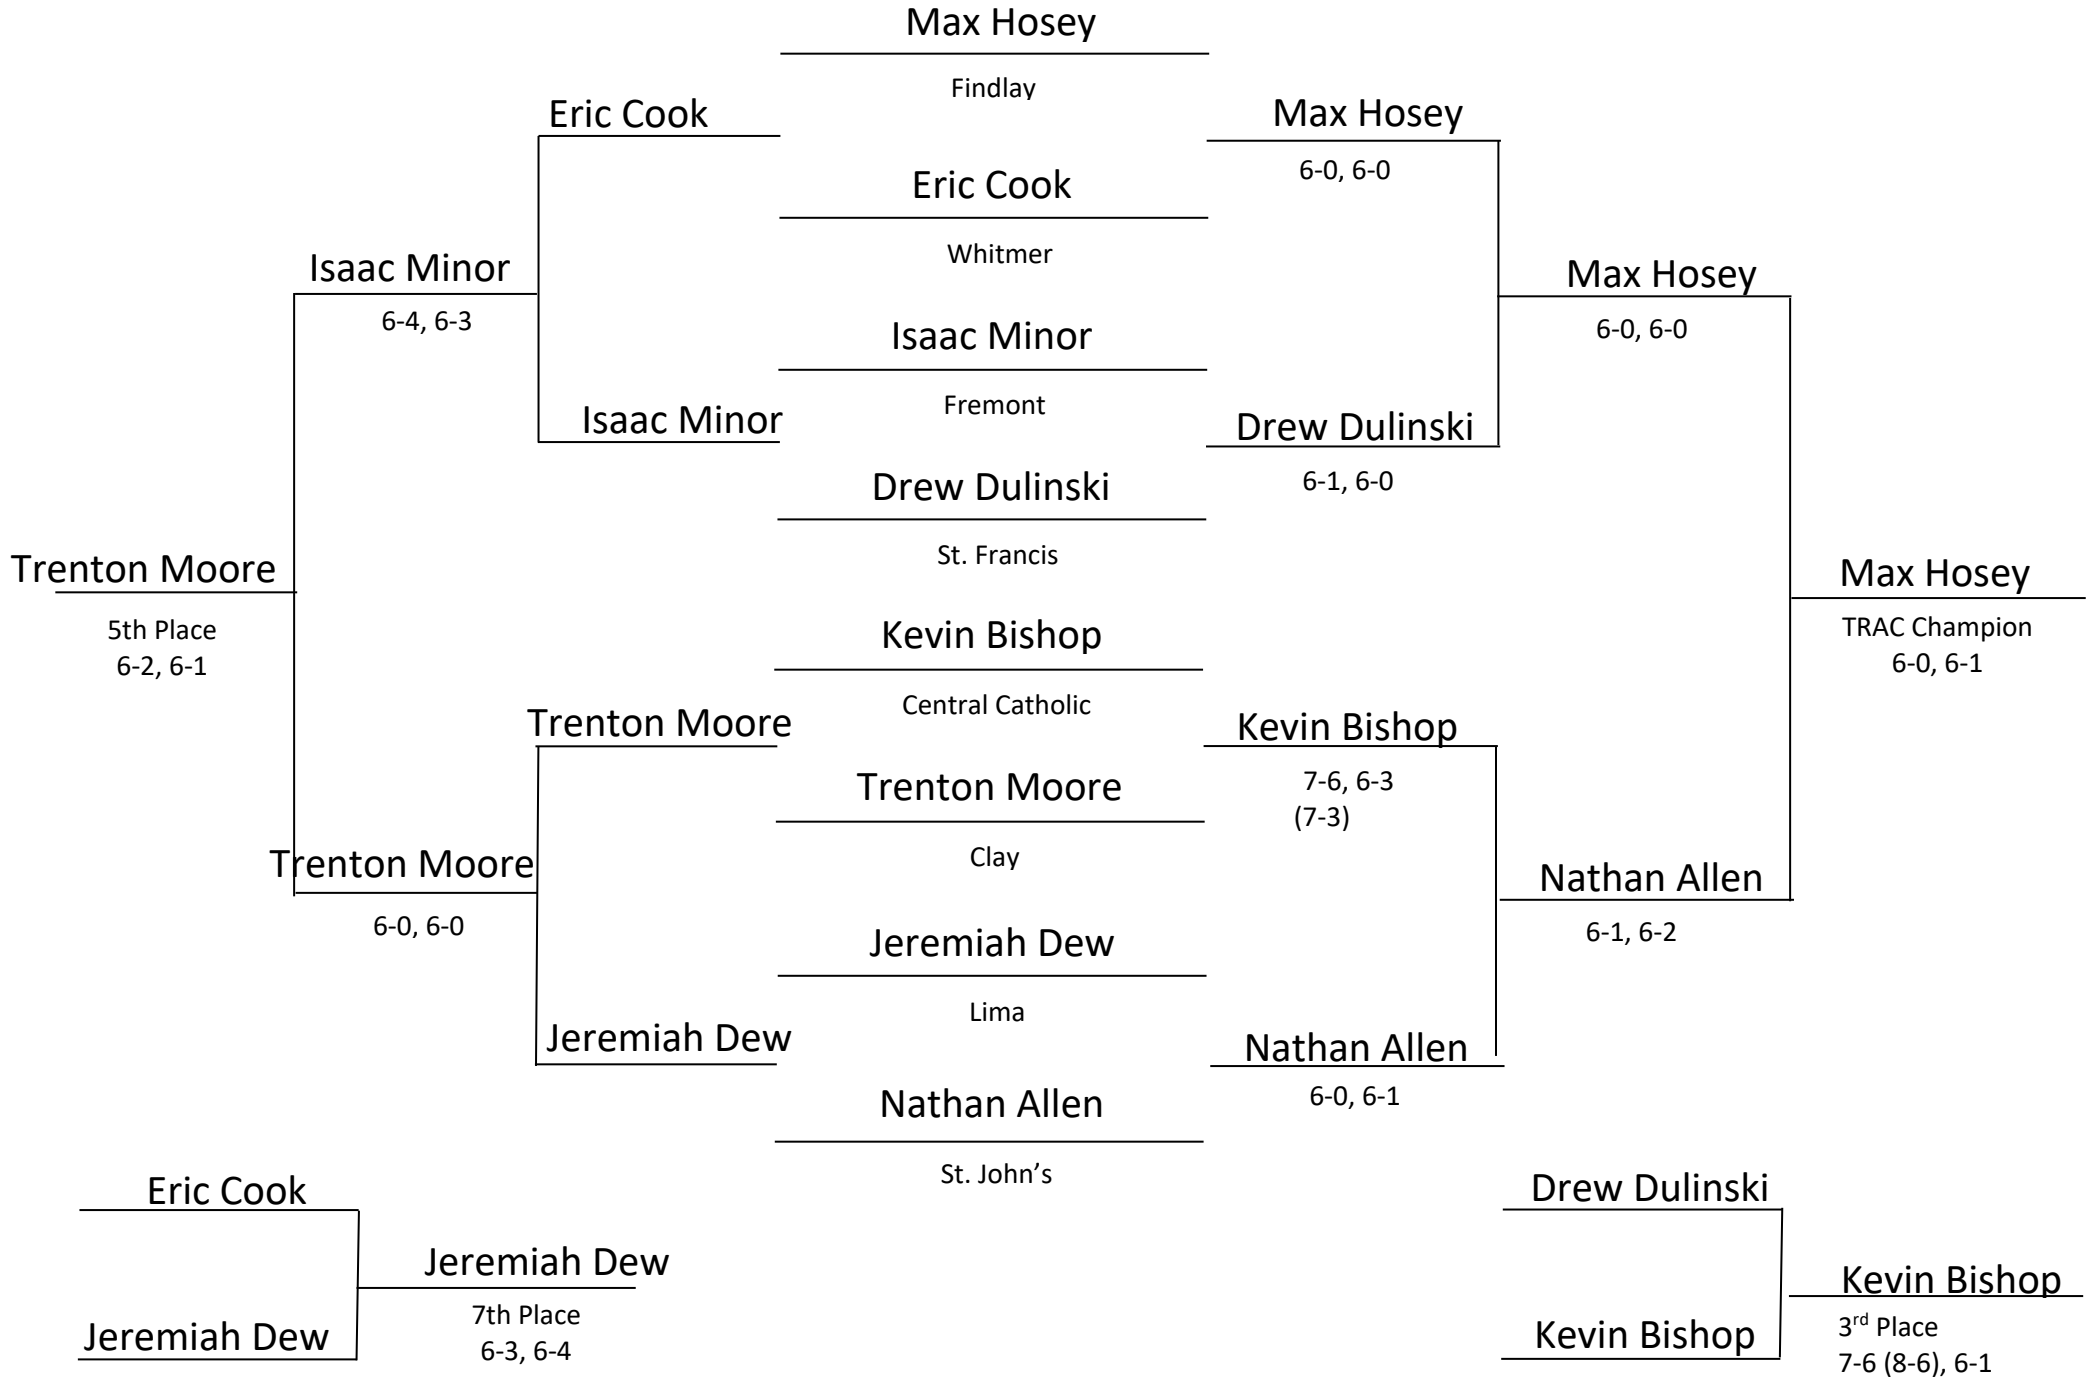 Max Hosey
Findlay
Eric Cook
Max Hosey
6-0, 6-0
Eric Cook
Whitmer
Isaac Minor
6-4, 6-3
Max Hosey
6-0, 6-0
Isaac Minor
Fremont
Isaac Minor
Drew Dulinski
6-1, 6-0
Drew Dulinski
St. Francis
Trenton Moore
5th Place
6-2, 6-1
Max Hosey
TRAC Champion
6-0, 6-1
Kevin Bishop
Central Catholic
Trenton Moore
Kevin Bishop
7-6, 6-3
(7-3)
Trenton Moore
Clay
Trenton Moore
6-0, 6-0
Nathan Allen
6-1, 6-2
Jeremiah Dew
Lima
Jeremiah Dew
Nathan Allen
6-0, 6-1
Nathan Allen
St. John’s
Eric Cook
Jeremiah Dew
7th Place
6-3, 6-4
Jeremiah Dew
Drew Dulinski
Kevin Bishop
3rd Place
7-6 (8-6), 6-1
Kevin Bishop